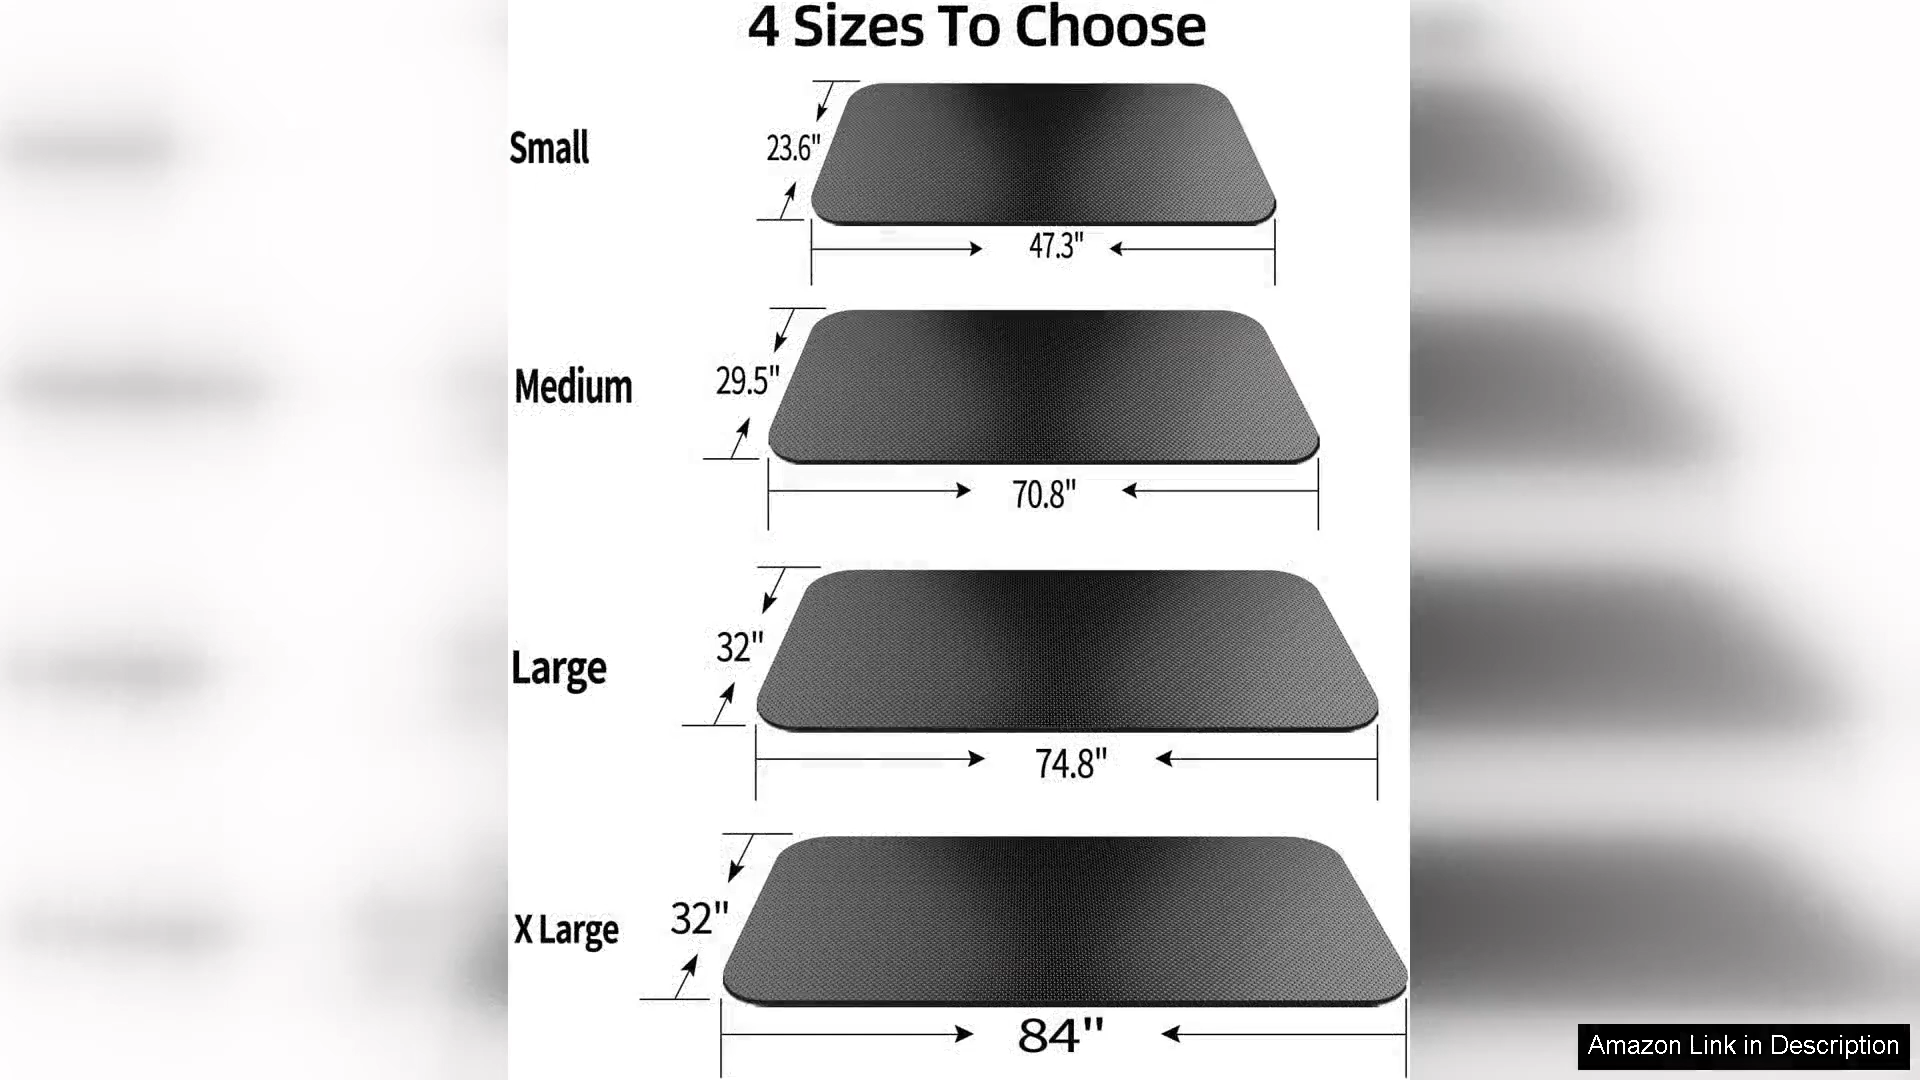 4 Sizes To Choose
Small
23.6"
47.3"
Medium
29.5"
70.8"
Large
32"
74.8"
X Large
32"
84"
Amazon Link in Description